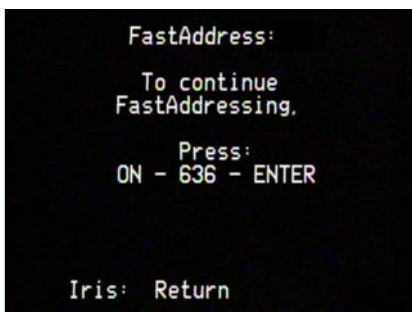 FastAddress:
To continue
FastAddressing,
Press:
ON - 636 - ENTER
Iris: Return